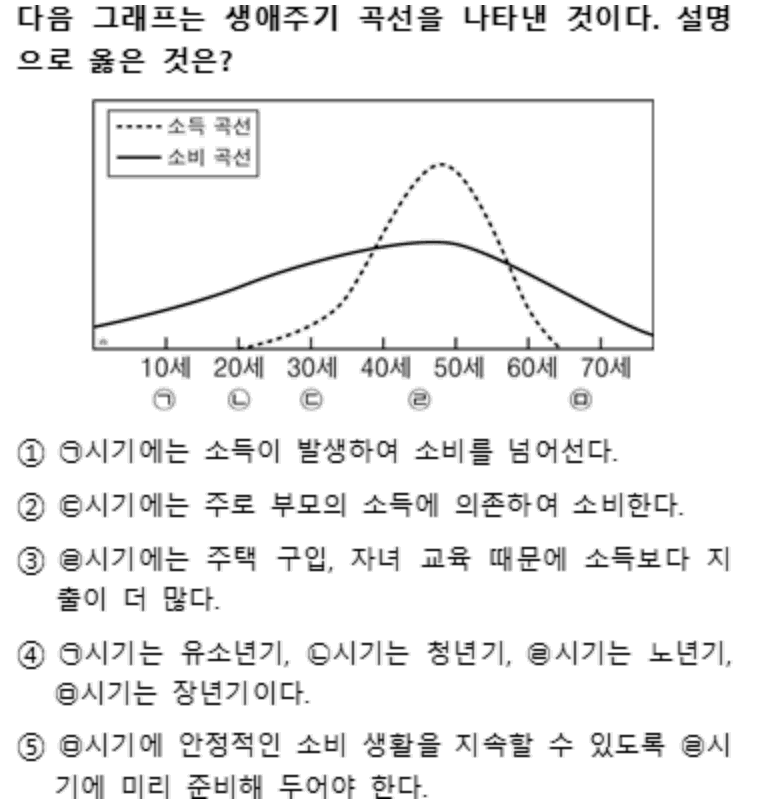 다음 그래프는 생애주기 곡선을 나타낸 것이다. 설명
으로 옳은 것은?
소득 곡선
소비 곡선
10세 20세 30세 40세 50세 60세 70세
㉠ ㉡ ㉢ ㉣ ㉤
① ㉠시기에는 소득이 발생하여 소비를 넘어선다.
② ㉢시기에는 주로 부모의 소득에 의존하여 소비한다.
③ ㉣시기에는 주택 구입, 자녀 교육 때문에 소득보다 지
출이 더 많다.
④ ㉠시기는 유소년기, ㉡시기는 청년기, ㉣시기는 노년기,
㉤시기는 장년기이다.
⑤ ㉤시기에 안정적인 소비 생활을 지속할 수 있도록 ㉣시
기에 미리 준비해 두어야 한다.